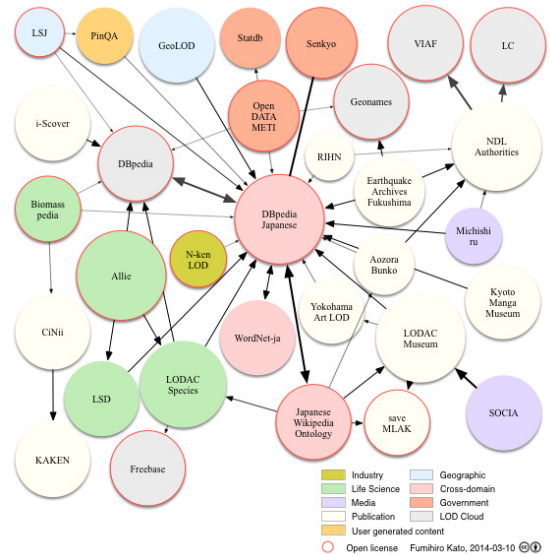 LSJ
PinQA
GeoLOD
Statdb
Senkyo
VIAF
LC
i-Scover
DBpedia
Open
DATA
METI
Geonames
RIHN
NDL
Authorities
Earthquake
Archives
Fukushima
Biomass
pedia
DBpedia
Japanese
Michishi
ru
N-ken
LOD
Allie
Aozora
Bunko
Kyoto
Manga
Museum
CiNii
WordNet-ja
Yokohama
Art LOD
LODAC
Museum
LSD
LODAC
Species
Japanese
Wikipedia
Ontology
save
MLAK
SOCIA
KAKEN
Freebase
Industry
Geographic
Life Science
Cross-domain
Media
Government
Publication
LOD Cloud
User generated content
Open license
Fumihiro Kato, 2014-03-10